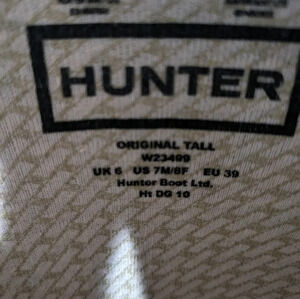 HUNTER
ORIGINAL TALL
W23499
UK 6 US 7M/8F EU 39
Hunter Boot Ltd.
Ht DG 10